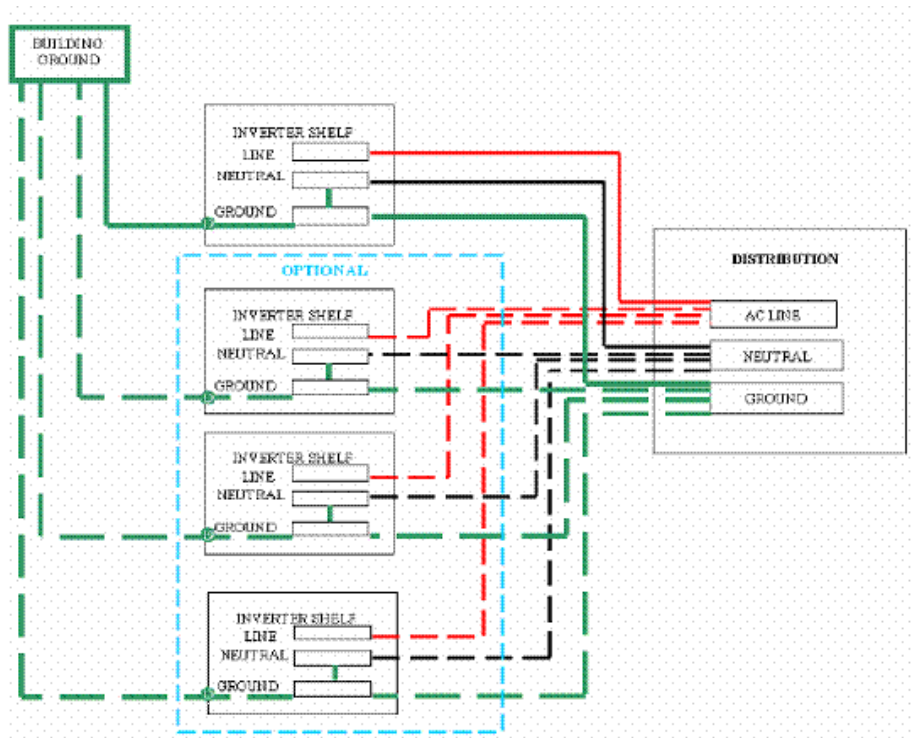 BUILDING
GROUND
INVERTER SHELF
LINE
NEUTRAL
GROUND
OPTIONAL
INVERTER SHELF
LINE
NEUTRAL
GROUND
INVERTER SHELF
LINE
NEUTRAL
GROUND
INVERTER SHELF
LINE
NEUTRAL
GROUND
DISTRIBUTION
AC LINE
NEUTRAL
GROUND